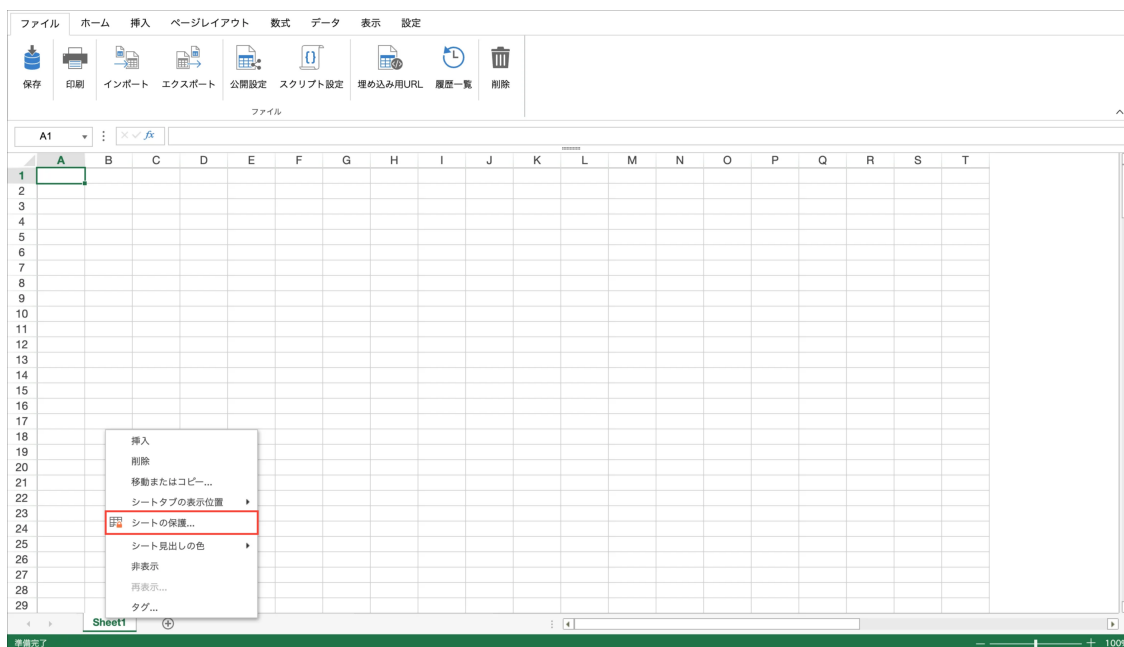 ファイル ホーム 挿入 ページレイアウト 数式 データ 表示 設定
保存 印刷 インポート エクスポート 公開設定 スクリプト設定 埋め込み用URL 履歴一覧 削除
ファイル
A1 fx
A B C D E F G H I J K L M N O P Q R S T
1
2
3
4
5
6
7
8
9
10
11
12
13
14
15
16
17
18
19
20
21
22
23
24
25
26
27
28
29
挿入
削除
移動またはコピー...
シートタブの表示位置
シートの保護...
シート見出しの色
非表示
再表示...
タグ...
Sheet1
準備完了 100%